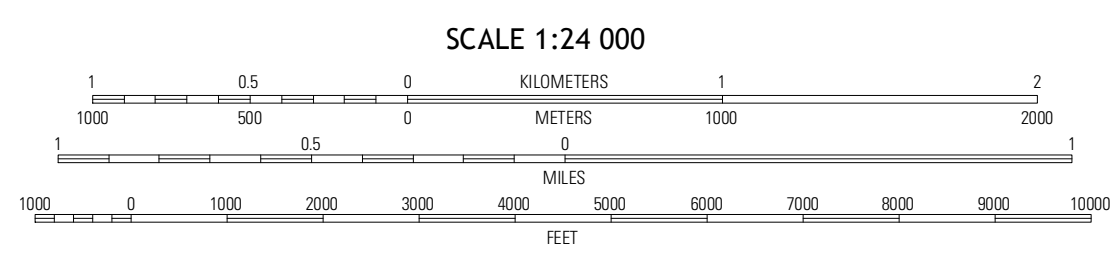 SCALE 1:24 000
1 0.5 0 KILOMETERS 1 2
1000 500 0 METERS 1000 2000
1 0.5 0 1
MILES
1000 0 1000 2000 3000 4000 5000 6000 7000 8000 9000 10000
FEET